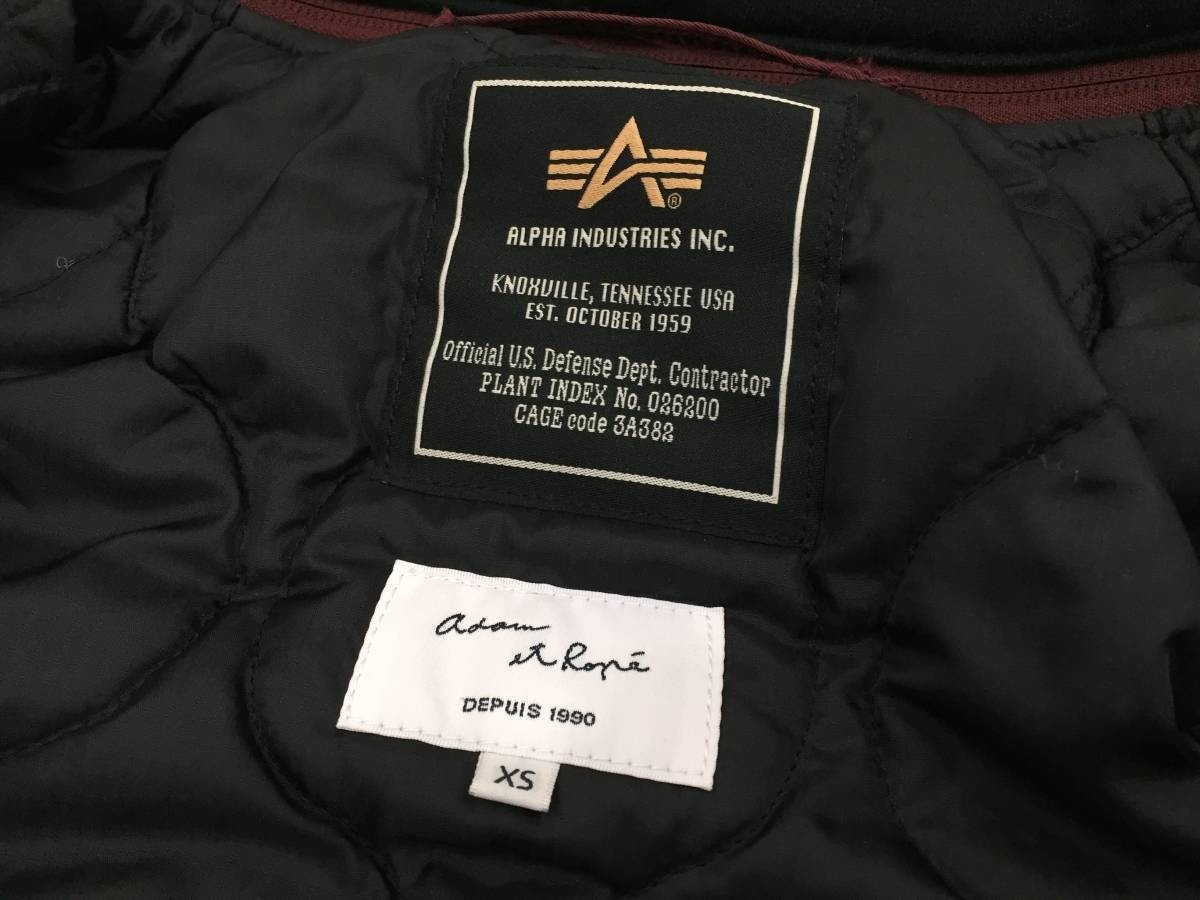 ®
ALPHA INDUSTRIES INC.
KNOXVILLE, TENNESSEE USA
EST. OCTOBER 1959
Official U.S. Defense Dept. Contractor
PLANT INDEX No. 026200
CAGE code 3A382
adam
et Ropé
DEPUIS 1990
XS